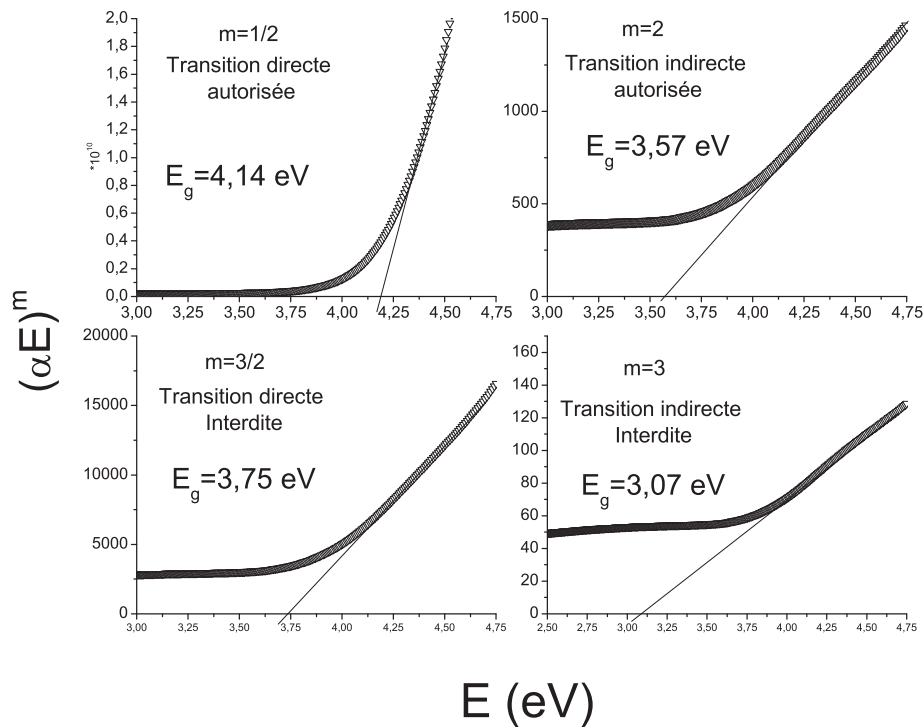 2,0
1,8
1,6
1,4
1,2
1,0
0,8
0,6
0,4
0,2
0,0
*10^10
m=1/2
Transition directe
autorisée
E_g=4,14 eV
3,00 3,25 3,50 3,75 4,00 4,25 4,50 4,75
1500
1000
500
0
m=2
Transition indirecte
autorisée
E_g=3,57 eV
3,00 3,25 3,50 3,75 4,00 4,25 4,50 4,75
(αE)^m
20000
15000
10000
5000
0
m=3/2
Transition directe
Interdite
E_g=3,75 eV
3,00 3,25 3,50 3,75 4,00 4,25 4,50 4,75
160
140
120
100
80
60
40
20
0
m=3
Transition indirecte
Interdite
E_g=3,07 eV
2,50 2,75 3,00 3,25 3,50 3,75 4,00 4,25 4,50 4,75
E (eV)